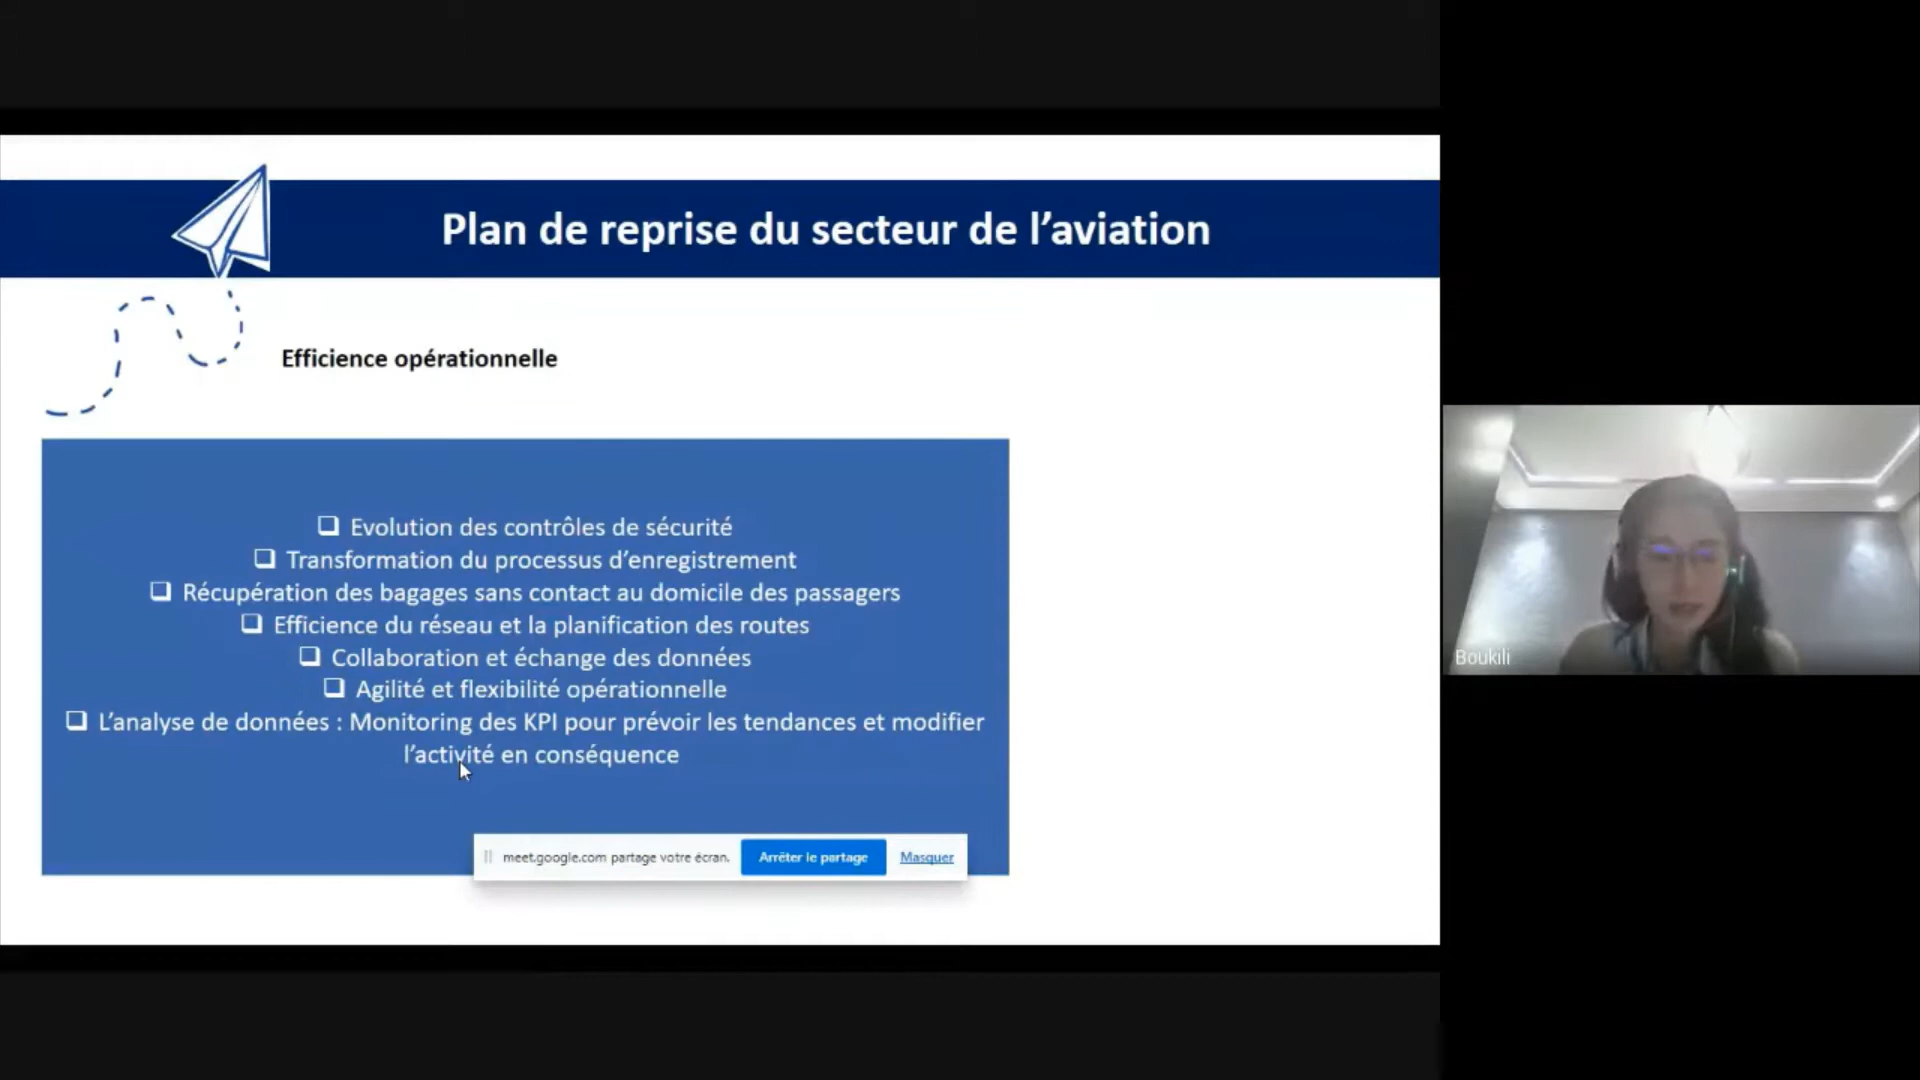 Plan de reprise du secteur de l’aviation
Efficience opérationnelle
❑ Evolution des contrôles de sécurité
❑ Transformation du processus d’enregistrement
❑ Récupération des bagages sans contact au domicile des passagers
❑ Efficience du réseau et la planification des routes
❑ Collaboration et échange des données
❑ Agilité et flexibilité opérationnelle
❑ L’analyse de données : Monitoring des KPI pour prévoir les tendances et modifier
l’activité en conséquence
meet.google.com partage votre écran. Arrêter le partage Masquer
Boukili